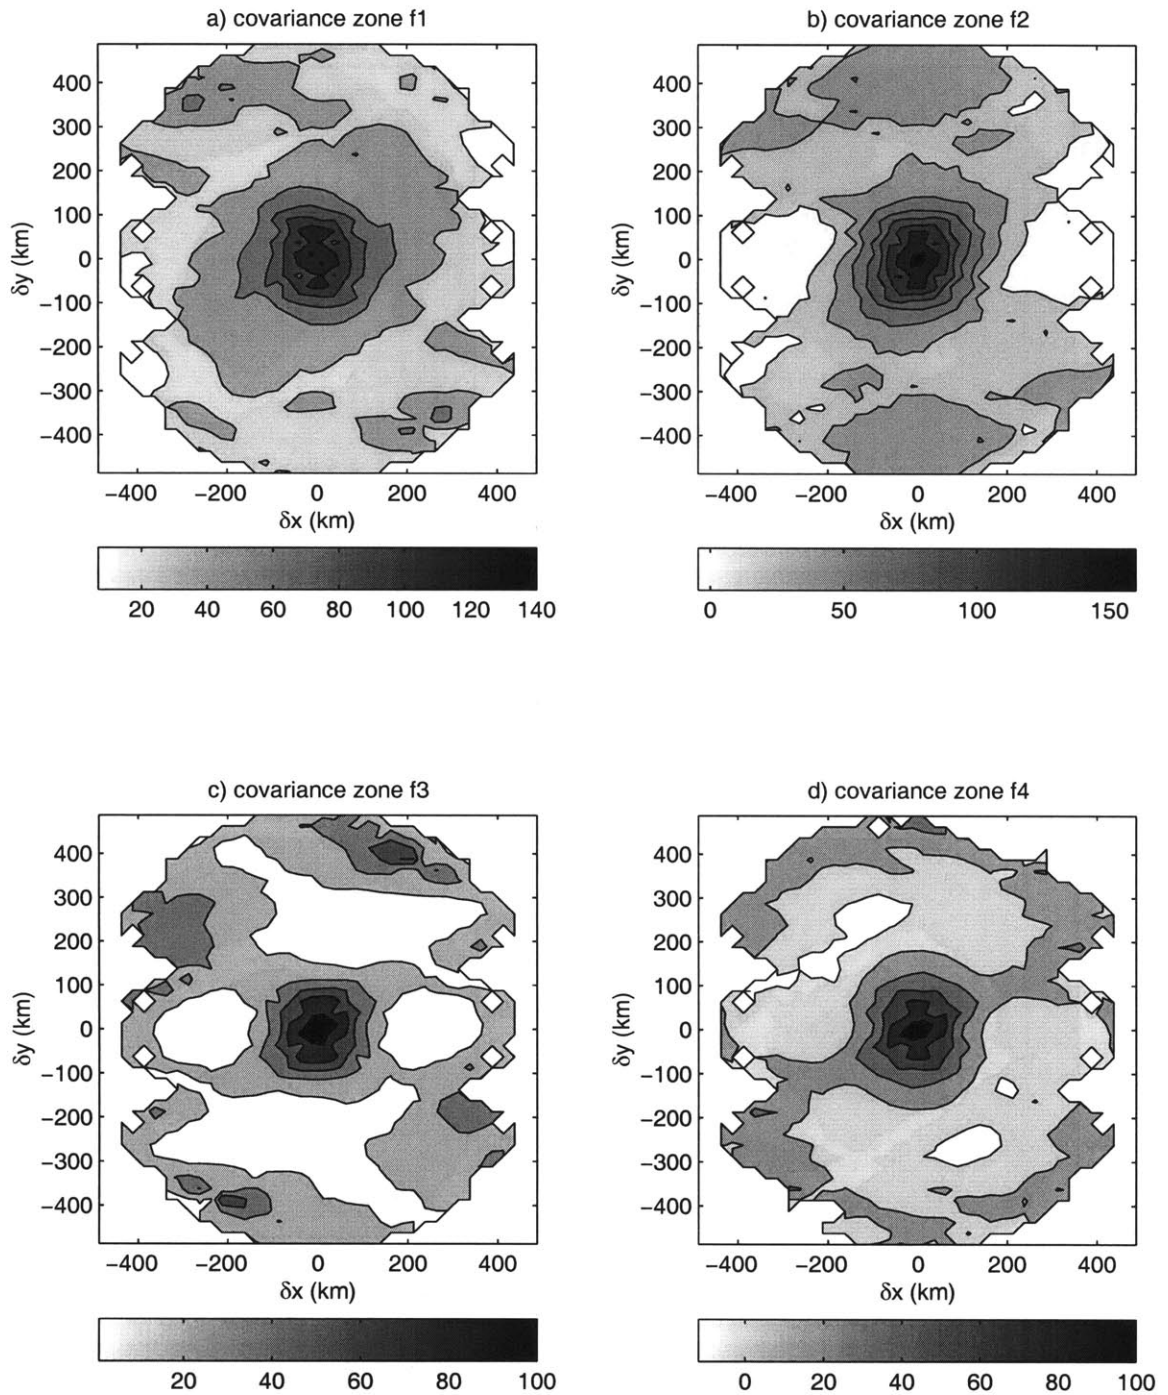 a) covariance zone f1
b) covariance zone f2
400
300
200
100
0
−100
−200
−300
−400
δy (km)
−400 −200 0 200 400
δx (km)
20 40 60 80 100 120 140
400
300
200
100
0
−100
−200
−300
−400
δy (km)
−400 −200 0 200 400
δx (km)
0 50 100 150
c) covariance zone f3
d) covariance zone f4
400
300
200
100
0
−100
−200
−300
−400
δy (km)
−400 −200 0 200 400
δx (km)
20 40 60 80 100
400
300
200
100
0
−100
−200
−300
−400
δy (km)
−400 −200 0 200 400
δx (km)
0 20 40 60 80 100